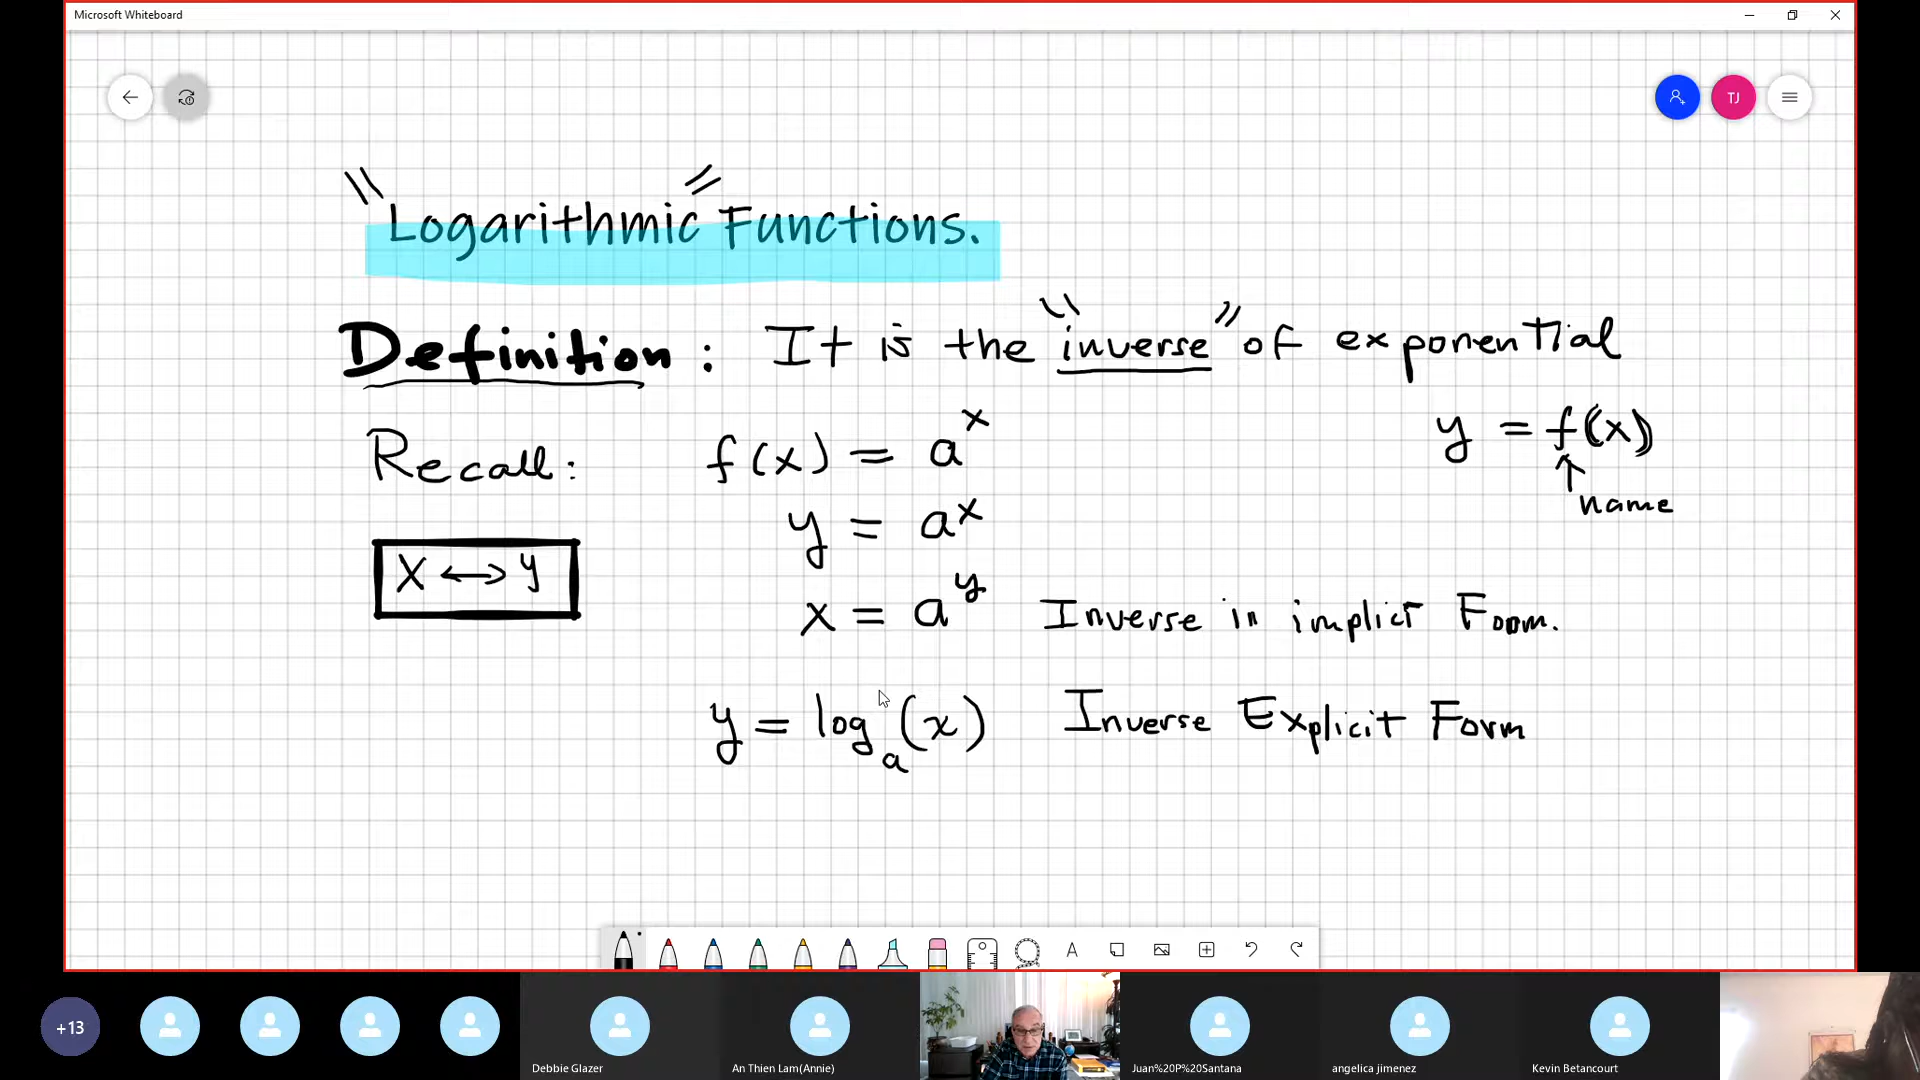 Microsoft Whiteboard
TJ
"Logarithmic" Functions.
Definition: It is the "inverse" of exponential
Recall: f(x) = a^x
y = f(x)
name
y = a^x
X ↔ y
x = a^y Inverse in implict Form.
y = log_a(x) Inverse Explicit Form
A
+13
Debbie Glazer
An Thien Lam(Annie)
Juan%20P%20Santana
angelica jimenez
Kevin Betancourt